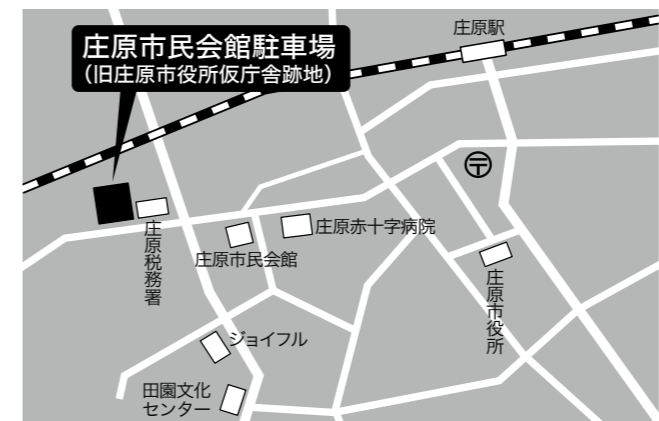 庄原駅
庄原市民会館駐車場
（旧庄原市役所仮庁舎跡地）
〒
庄原税務署
庄原市民会館
庄原赤十字病院
庄原市役所
ジョイフル
田園文化
センター